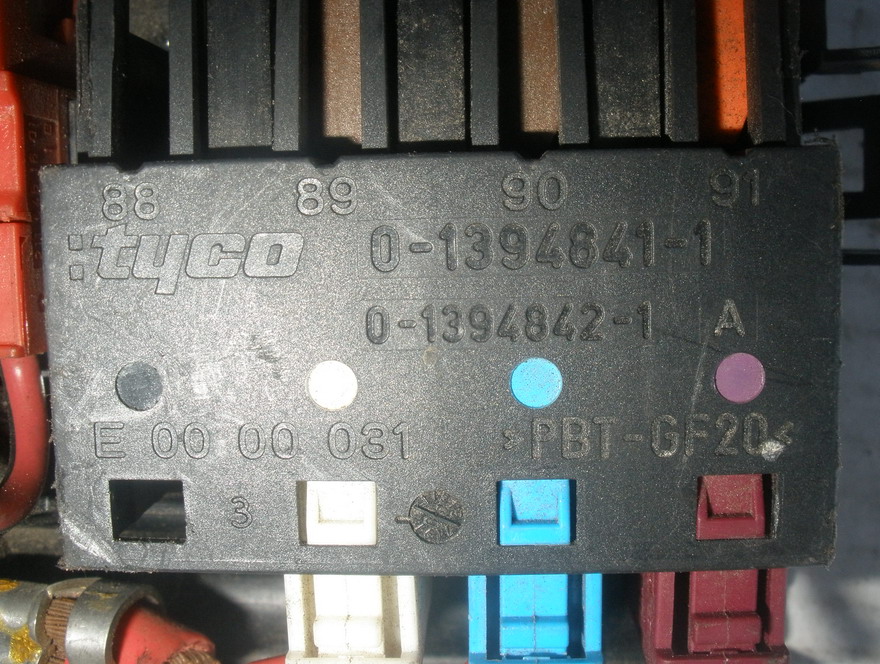 88 89 90 91
:tyco 0-1394841-1
0-1394842-1 A
E 00 00 031 >PBT-GF20<
3